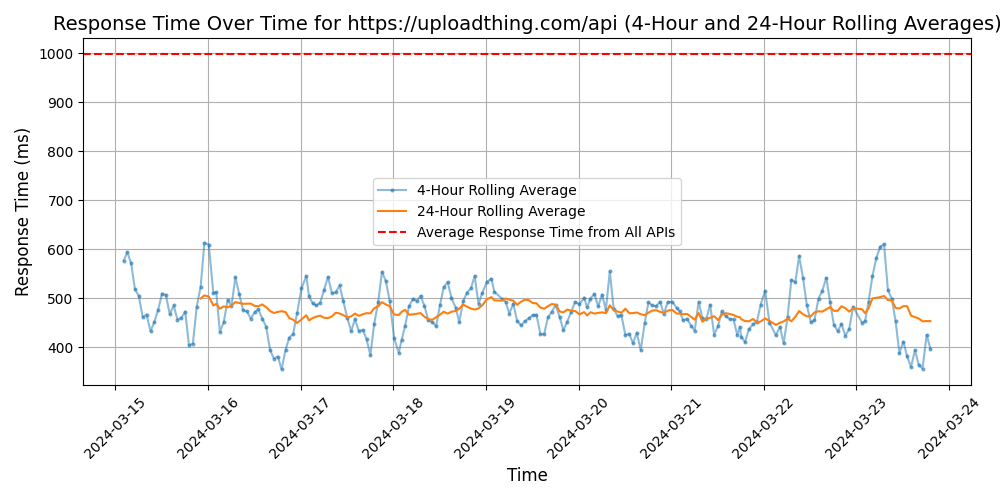 Response Time Over Time for https://uploadthing.com/api (4-Hour and 24-Hour Rolling Averages)
Response Time (ms)
1000
900
800
700
600
500
400
4-Hour Rolling Average
24-Hour Rolling Average
Average Response Time from All APIs
2024-03-15
2024-03-16
2024-03-17
2024-03-18
2024-03-19
2024-03-20
2024-03-21
2024-03-22
2024-03-23
2024-03-24
Time